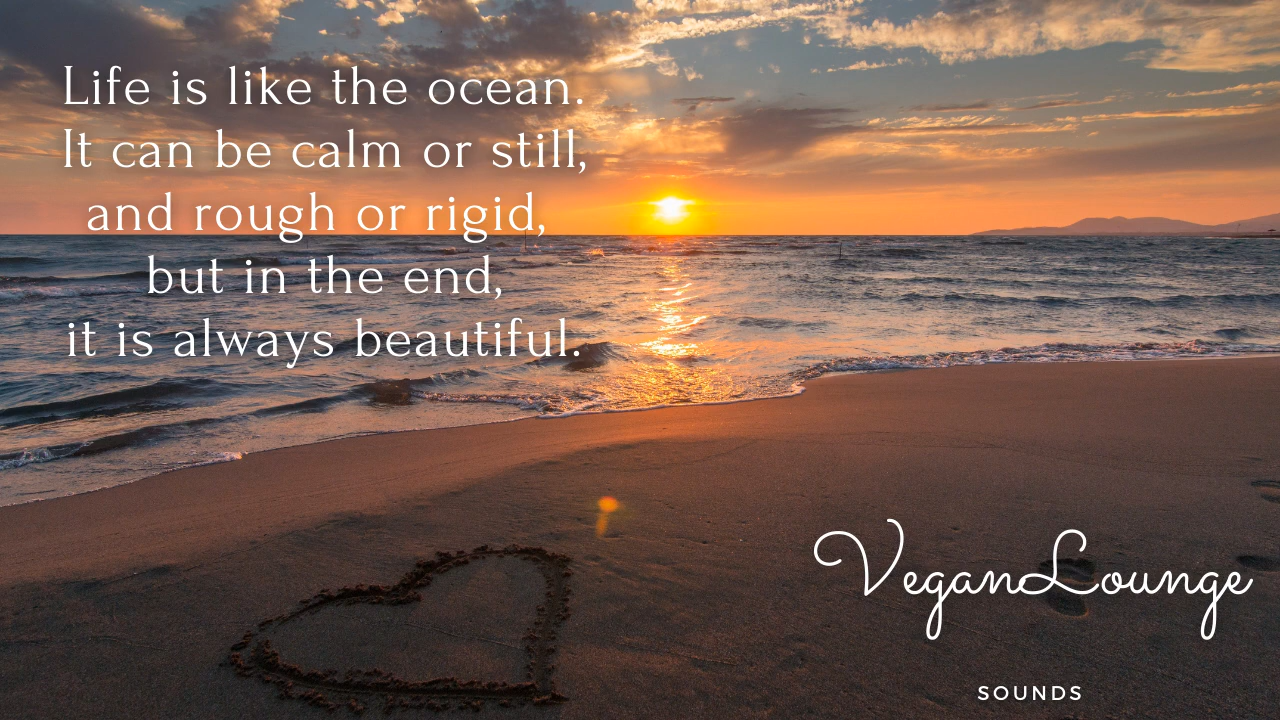 Life is like the ocean.
It can be calm or still,
and rough or rigid,
but in the end,
it is always beautiful.
VeganLounge
SOUNDS